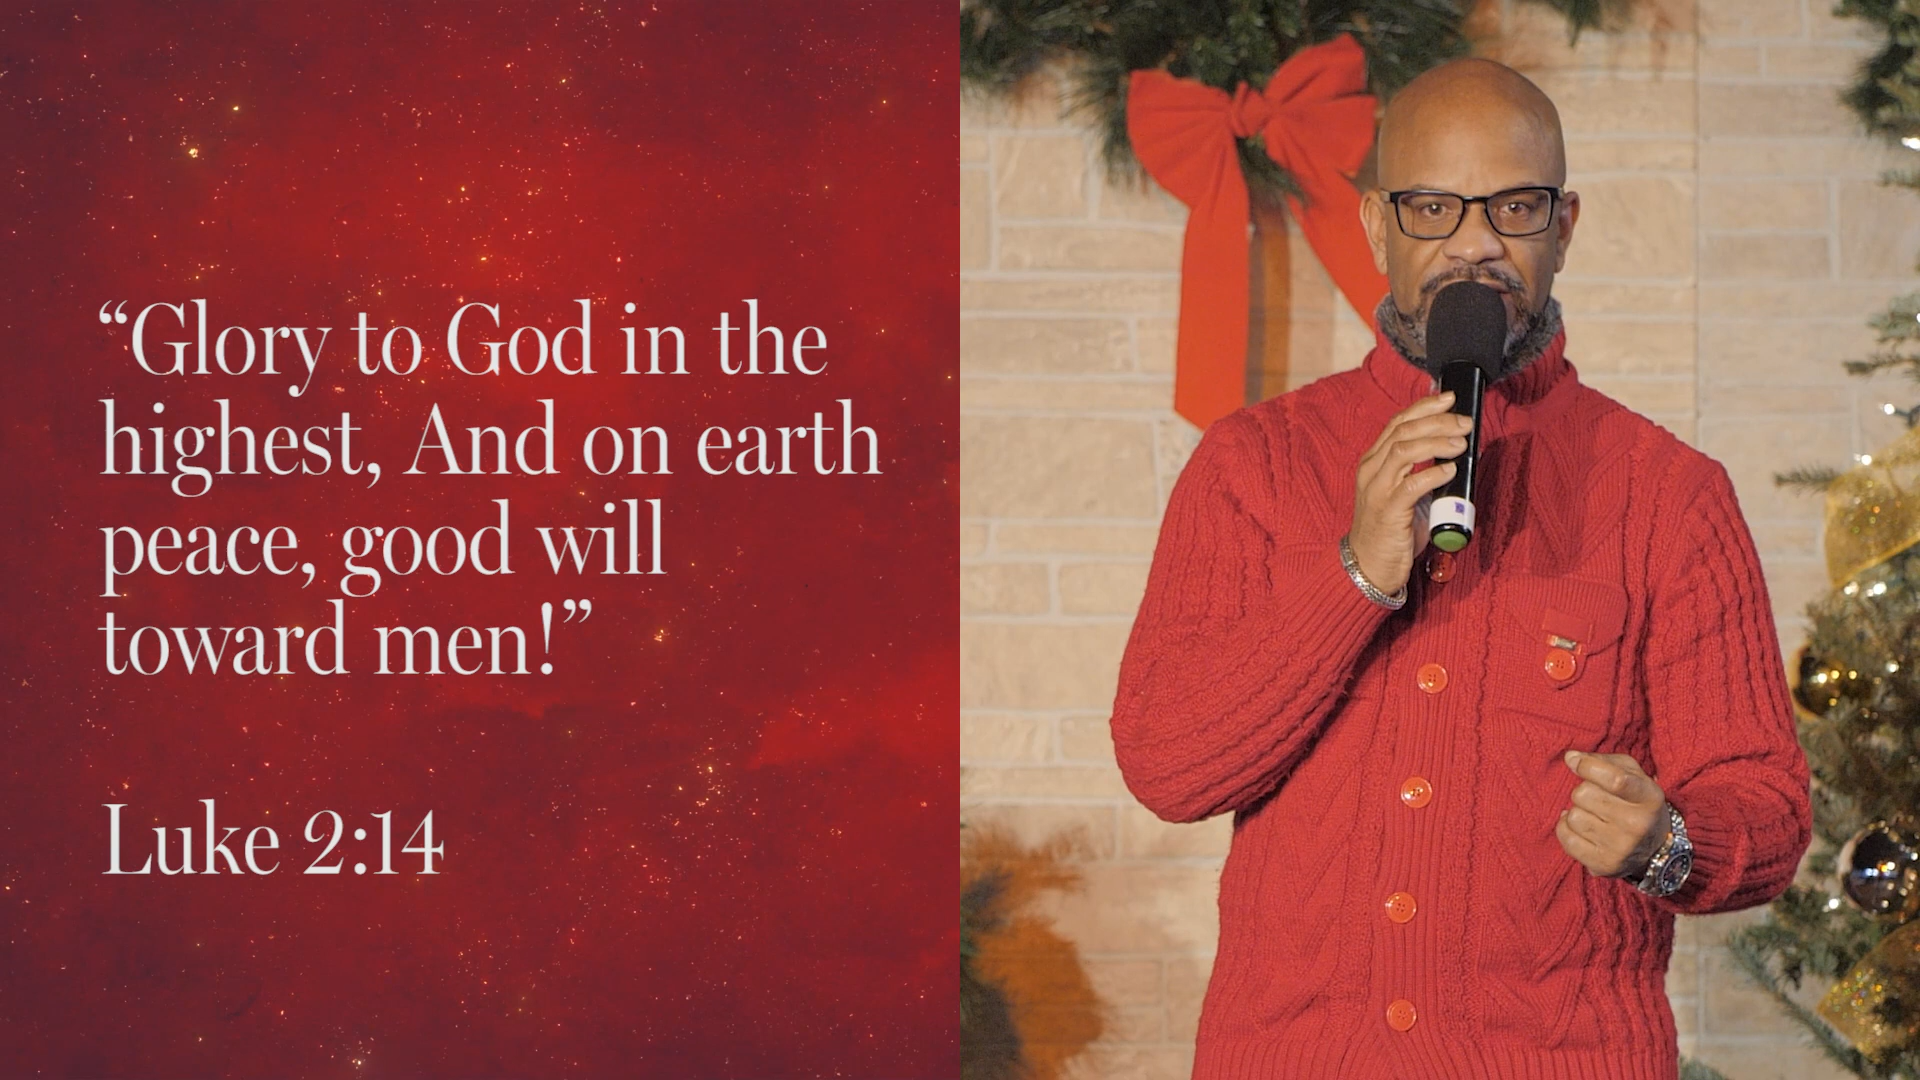 “Glory to God in the
highest, And on earth
peace, good will
toward men!”
Luke 2:14